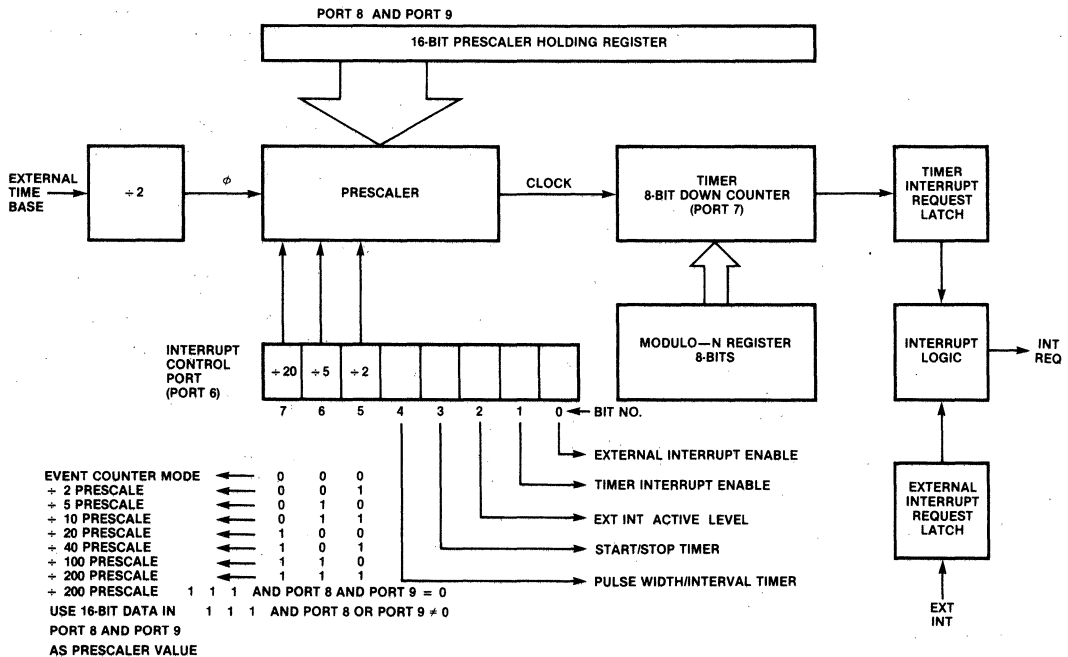 PORT 8 AND PORT 9
16-BIT PRESCALER HOLDING REGISTER
EXTERNAL
TIME
BASE
÷ 2
ϕ
PRESCALER
CLOCK
TIMER
8-BIT DOWN COUNTER
(PORT 7)
TIMER
INTERRUPT
REQUEST
LATCH
INTERRUPT
CONTROL
PORT
(PORT 6)
÷ 20 ÷ 5 ÷ 2
7 6 5 4 3 2 1 0 BIT NO.
MODULO—N REGISTER
8-BITS
INTERRUPT
LOGIC
INT
REQ
EXTERNAL INTERRUPT ENABLE
TIMER INTERRUPT ENABLE
EXT INT ACTIVE LEVEL
START/STOP TIMER
PULSE WIDTH/INTERVAL TIMER
EXTERNAL
INTERRUPT
REQUEST
LATCH
EXT
INT
EVENT COUNTER MODE 0 0 0
÷ 2 PRESCALE 0 0 1
÷ 5 PRESCALE 0 1 0
÷ 10 PRESCALE 0 1 1
÷ 20 PRESCALE 1 0 0
÷ 40 PRESCALE 1 0 1
÷ 100 PRESCALE 1 1 0
÷ 200 PRESCALE 1 1 1
÷ 200 PRESCALE 1 1 1 AND PORT 8 AND PORT 9 = 0
USE 16-BIT DATA IN 1 1 1 AND PORT 8 OR PORT 9 ≠ 0
PORT 8 AND PORT 9
AS PRESCALER VALUE